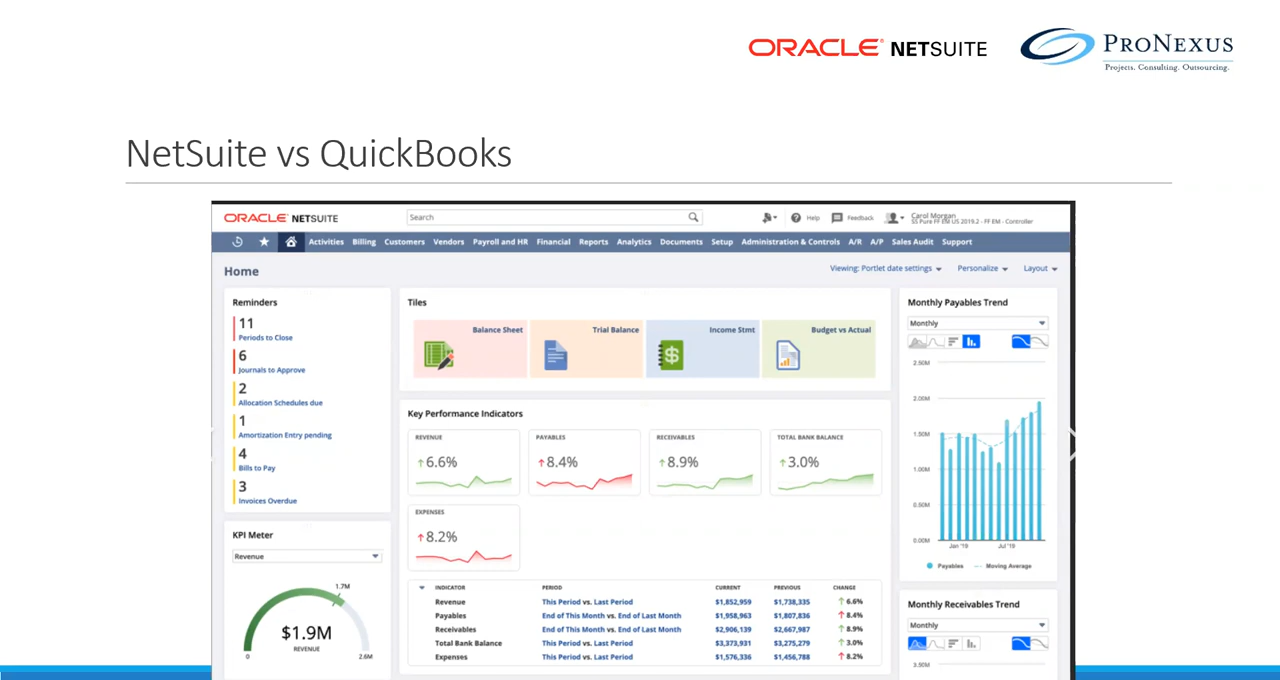 ORACLE NETSUITE
PRONEXUS
Projects. Consulting. Outsourcing.
NetSuite vs QuickBooks
ORACLE NETSUITE
Search
Help
Feedback
Carol Morgan
SS Pure FF EM US 2019.2 - FF EM - Controller
Activities Billing Customers Vendors Payroll and HR Financial Reports Analytics Documents Setup Administration & Controls A/R A/P Sales Audit Support
Home
Viewing: Portlet date settings Personalize Layout
Reminders
11
Periods to Close
6
Journals to Approve
2
Allocation Schedules due
1
Amortization Entry pending
4
Bills to Pay
3
Invoices Overdue
KPI Meter
Revenue
1.7M
$1.9M
REVENUE
0 2.6M
Tiles
Balance Sheet Trial Balance Income Stmt Budget vs Actual
Key Performance Indicators
REVENUE PAYABLES RECEIVABLES TOTAL BANK BALANCE
6.6% 8.4% 8.9% 3.0%
EXPENSES
8.2%
INDICATOR PERIOD CURRENT PREVIOUS CHANGE
Revenue This Period vs. Last Period $1,852,959 $1,738,335 6.6%
Payables End of This Month vs. End of Last Month $1,958,963 $1,807,836 8.4%
Receivables End of This Month vs. End of Last Month $2,906,139 $2,667,987 8.9%
Total Bank Balance This Period vs. Last Period $3,373,931 $3,275,279 3.0%
Expenses This Period vs. Last Period $1,576,336 $1,456,788 8.2%
Monthly Payables Trend
Monthly
2.50M
2.00M
1.50M
1.00M
0.50M
0.00M
Jan '19 Jul '19
Payables Moving Average
Monthly Receivables Trend
Monthly
3.50M